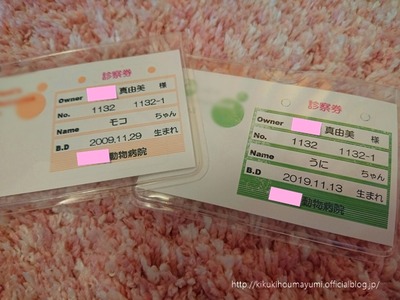 診察券
Owner 真由美 様
No. 1132 1132-1
Name モコ ちゃん
B.D 2009.11.29 生まれ
動物病院
診察券
Owner 真由美 様
No. 1132 1132-1
Name うに ちゃん
B.D 2019.11.13 生まれ
動物病院
http://kikukihoumayumi.officialblog.jp/